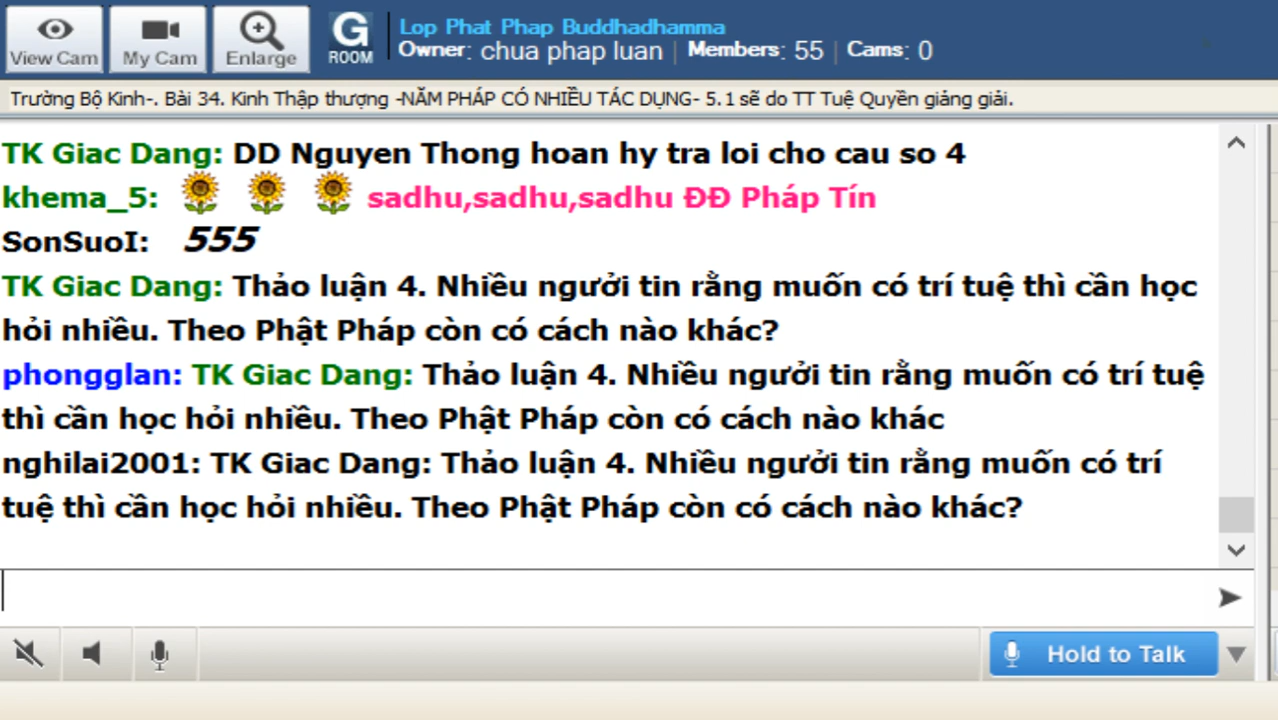 View Cam
My Cam
Enlarge
G ROOM
Lop Phat Phap Buddhadhamma
Owner: chua phap luan | Members: 55 | Cams: 0
Trường Bộ Kinh-. Bài 34. Kinh Thập thượng -NĂM PHÁP CÓ NHIỀU TÁC DỤNG- 5.1 sẽ do TT Tuệ Quyền giảng giải.
TK Giac Dang: DD Nguyen Thong hoan hy tra loi cho cau so 4
khema_5: sadhu,sadhu,sadhu ĐĐ Pháp Tín
SonSuoI: 555
TK Giac Dang: Thảo luận 4. Nhiều người tin rằng muốn có trí tuệ thì cần học
hỏi nhiều. Theo Phật Pháp còn có cách nào khác?
phongglan: TK Giac Dang: Thảo luận 4. Nhiều người tin rằng muốn có trí tuệ
thì cần học hỏi nhiều. Theo Phật Pháp còn có cách nào khác
nghilai2001: TK Giac Dang: Thảo luận 4. Nhiều người tin rằng muốn có trí
tuệ thì cần học hỏi nhiều. Theo Phật Pháp còn có cách nào khác?
Hold to Talk